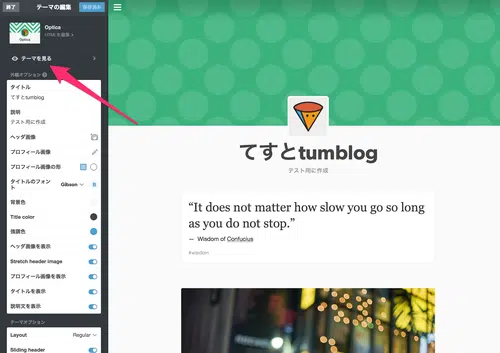 終了
テーマの編集
保存済み
Optica
HTMLを編集 >
テーマを見る
外観オプション
タイトル
てすとtumblog
説明
テスト用に作成
ヘッダ画像
プロフィール画像
プロフィール画像の形
タイトルのフォント
Gibson
B
背景色
Title color
強調色
ヘッダ画像を表示
Stretch header image
プロフィール画像を表示
タイトルを表示
説明文を表示
テーマオプション
Layout
Regular
Sliding header
てすとtumblog
テスト用に作成
“It does not matter how slow you go so long
as you do not stop.”
— Wisdom of Confucius
#wisdom